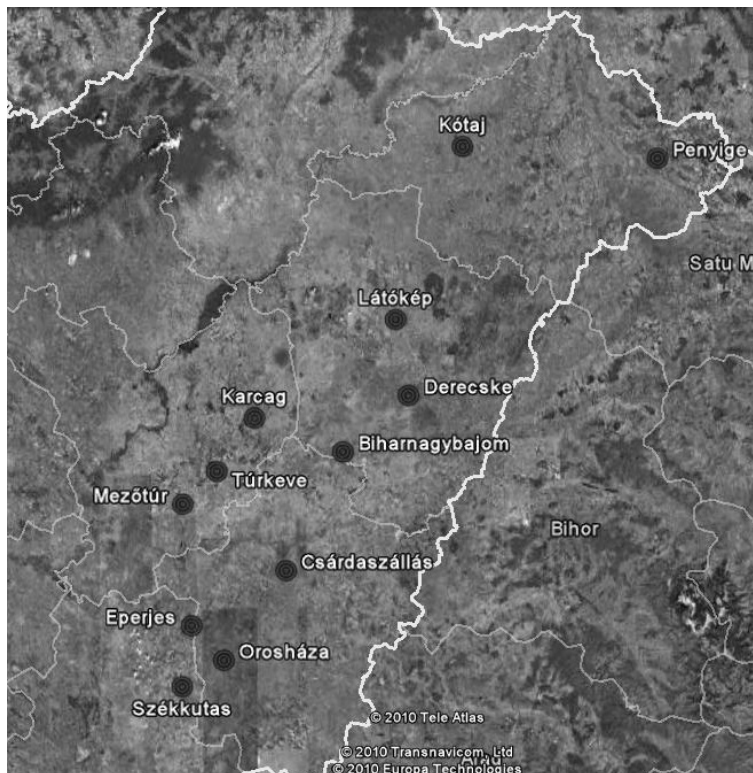 Kótaj
Penyige
Satu M
Látókép
Derecske
Karcag
Biharnagybajom
Túrkeve
Mezőtúr
Bihor
Csárdaszállás
Eperjes
Orosháza
Székkutas
© 2010 Tele Atlas
© 2010 Transnavicom, Ltd
Arad
© 2010 Europa Technologies